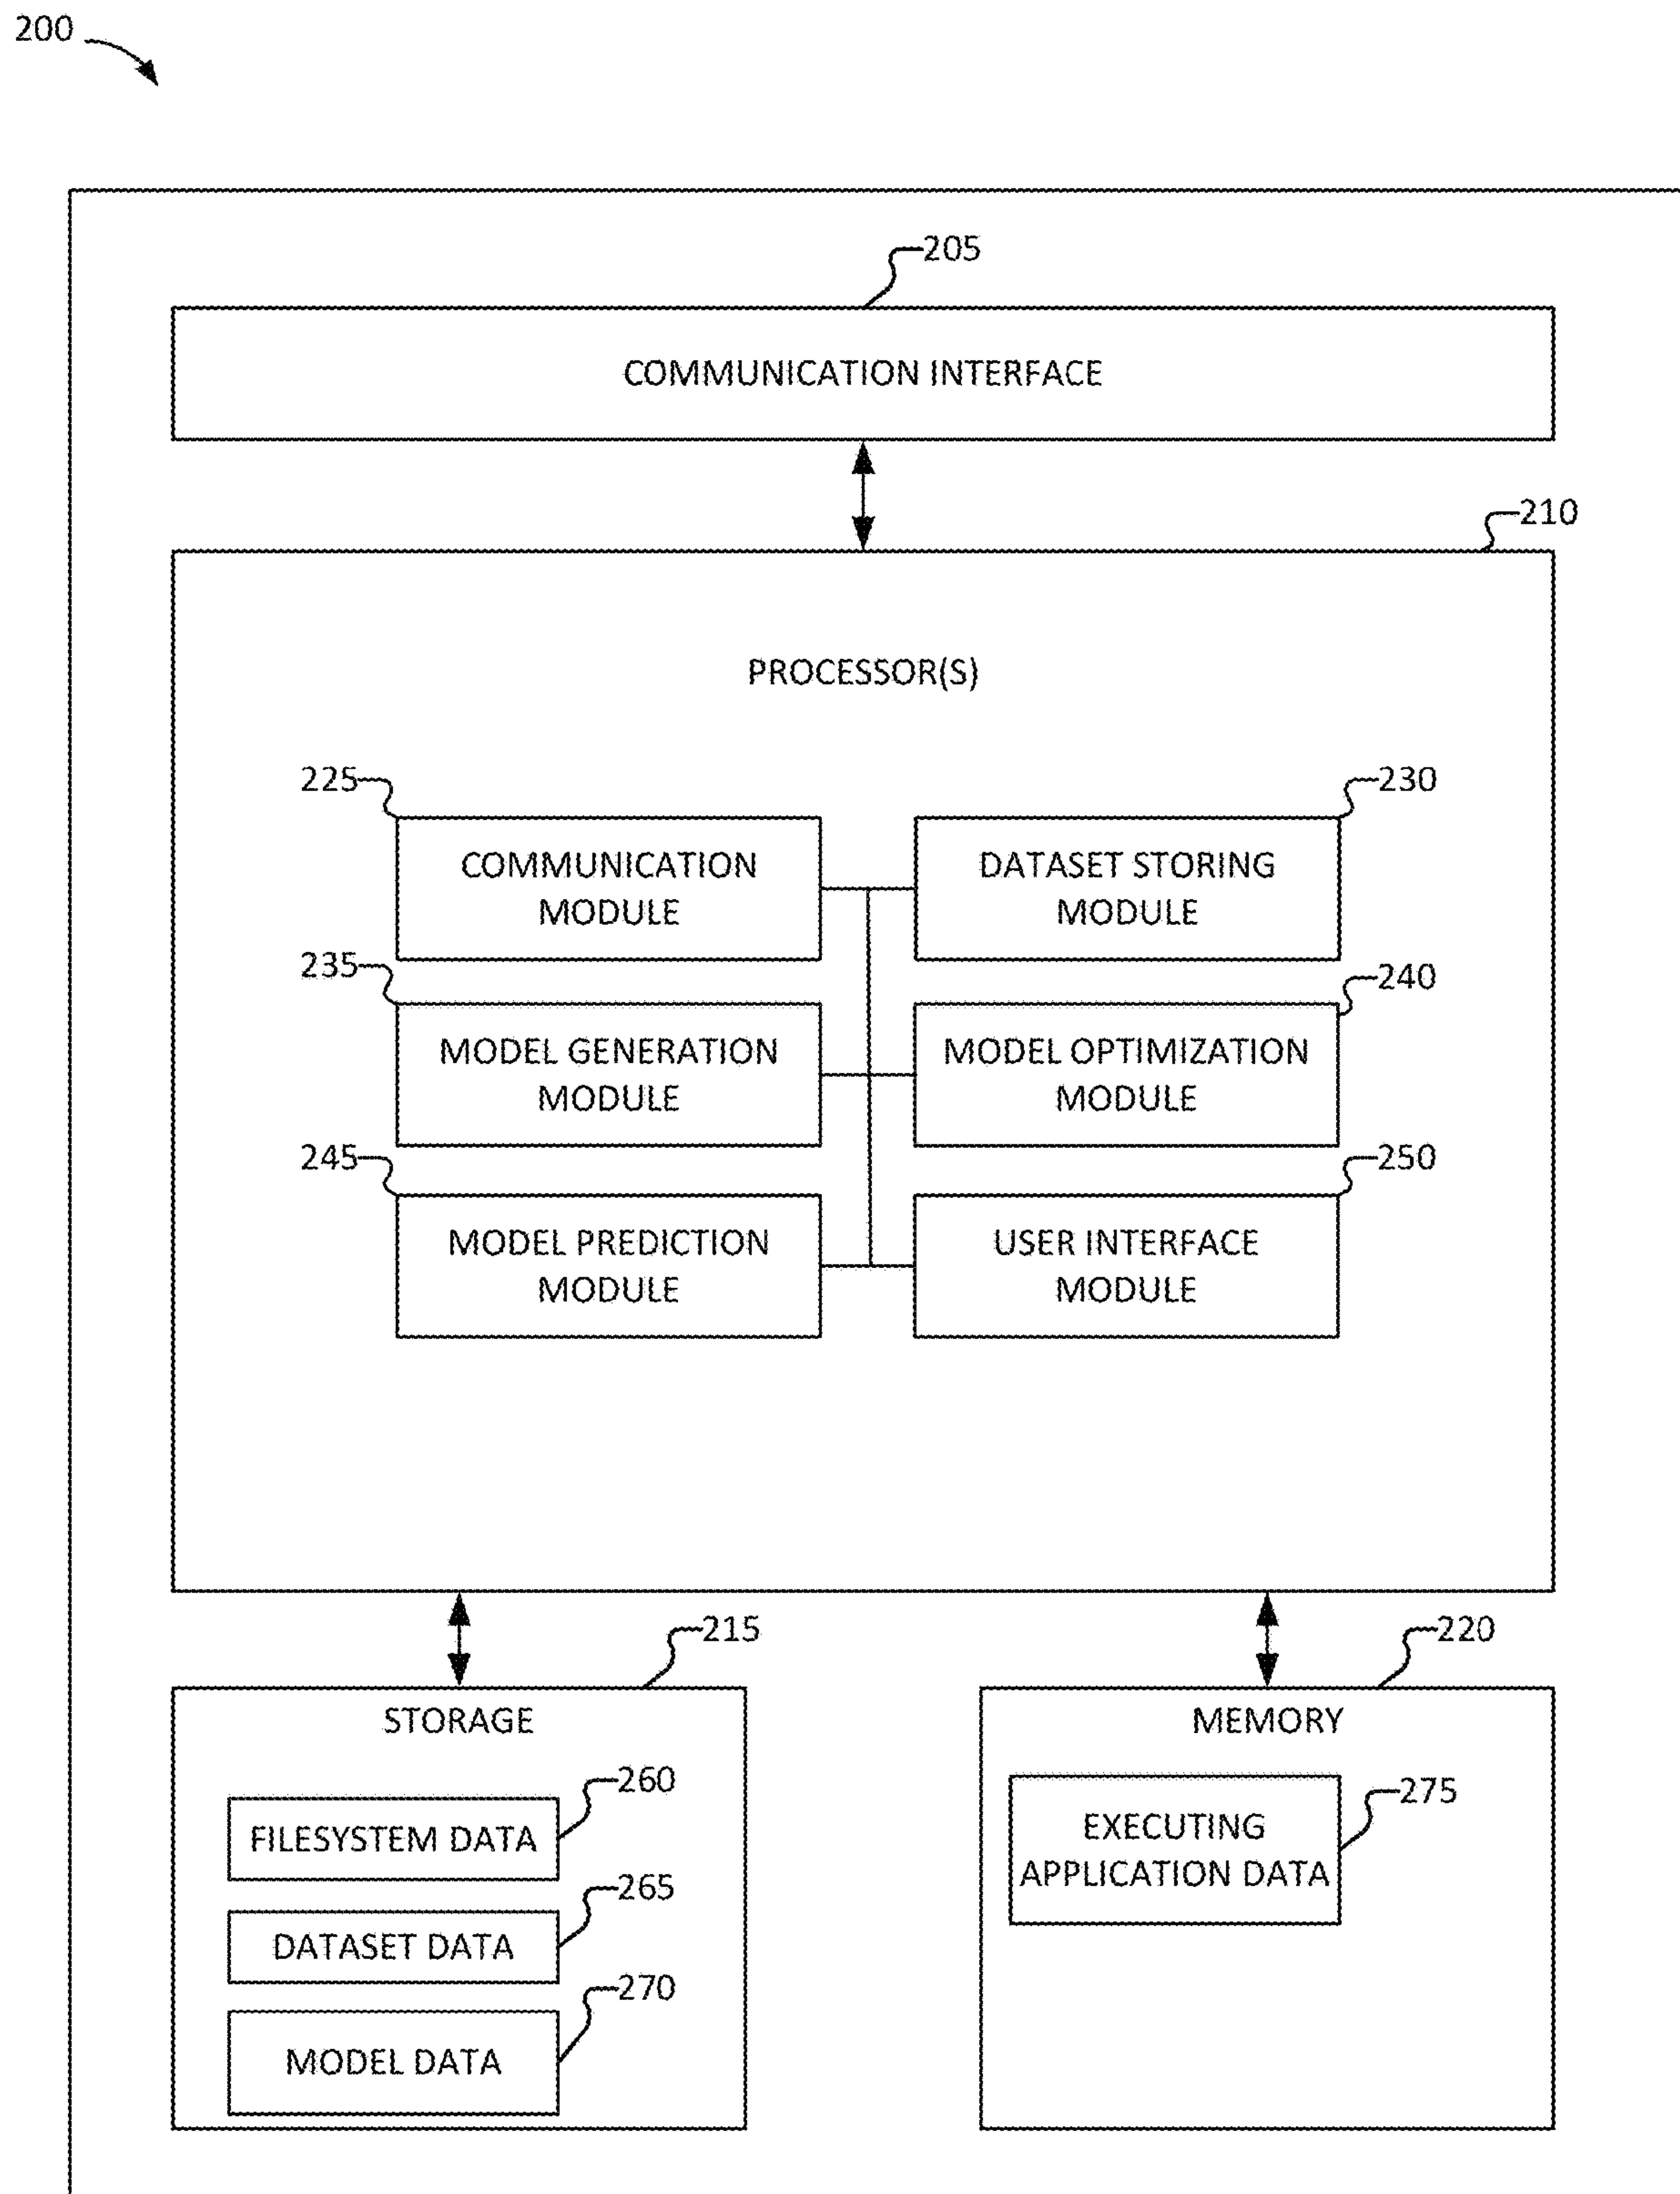 200
205
COMMUNICATION INTERFACE
210
PROCESSOR(S)
225
230
COMMUNICATION
MODULE
DATASET STORING
MODULE
235
240
MODEL GENERATION
MODULE
MODEL OPTIMIZATION
MODULE
245
250
MODEL PREDICTION
MODULE
USER INTERFACE
MODULE
215
220
STORAGE
260
FILESYSTEM DATA
265
DATASET DATA
270
MODEL DATA
MEMORY
275
EXECUTING
APPLICATION DATA